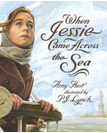 When
Jessie
Came Across
the
Sea
Amy Hest
illustrated by
P.J. Lynch